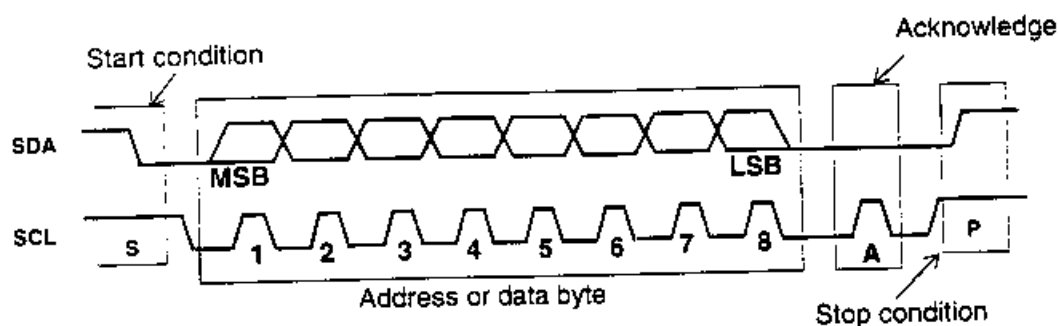 Acknowledge
Start condition
SDA
MSB
LSB
SCL
S
1 2 3 4 5 6 7 8
A
P
Address or data byte
Stop condition